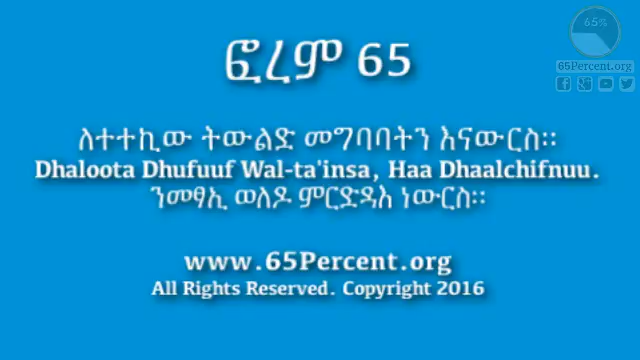 65%
65Percent.org
ፎረም 65
ለተተኪው ትውልድ መግባባትን እናውርስ፡፡
Dhaloota Dhufuuf Wal-ta'insa, Haa Dhaalchifnuu.
ንመፃኢ ወለዶ ምርድዳእ ነውርስ፡፡
www.65Percent.org
All Rights Reserved. Copyright 2016